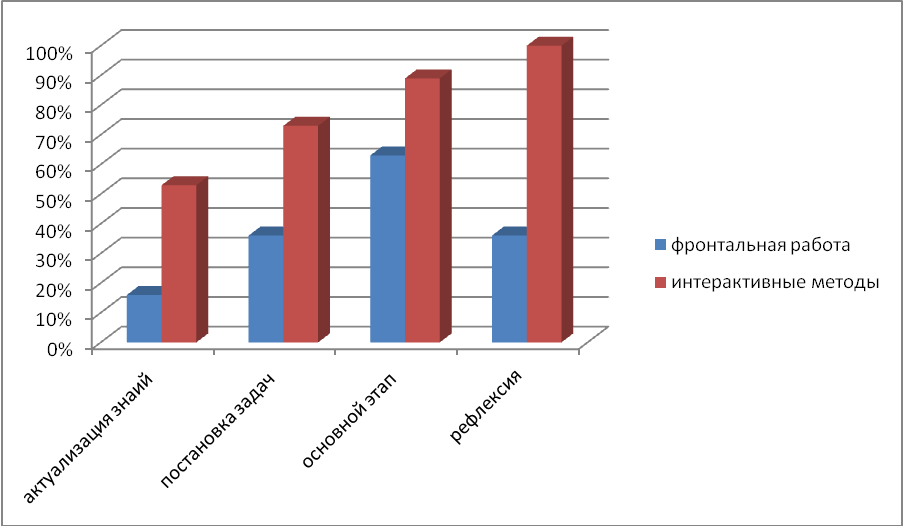 100%
90%
80%
70%
60%
50%
40%
30%
20%
10%
0%
актуализация знаий
постановка задач
основной этап
рефлексия
фронтальная работа
интерактивные методы